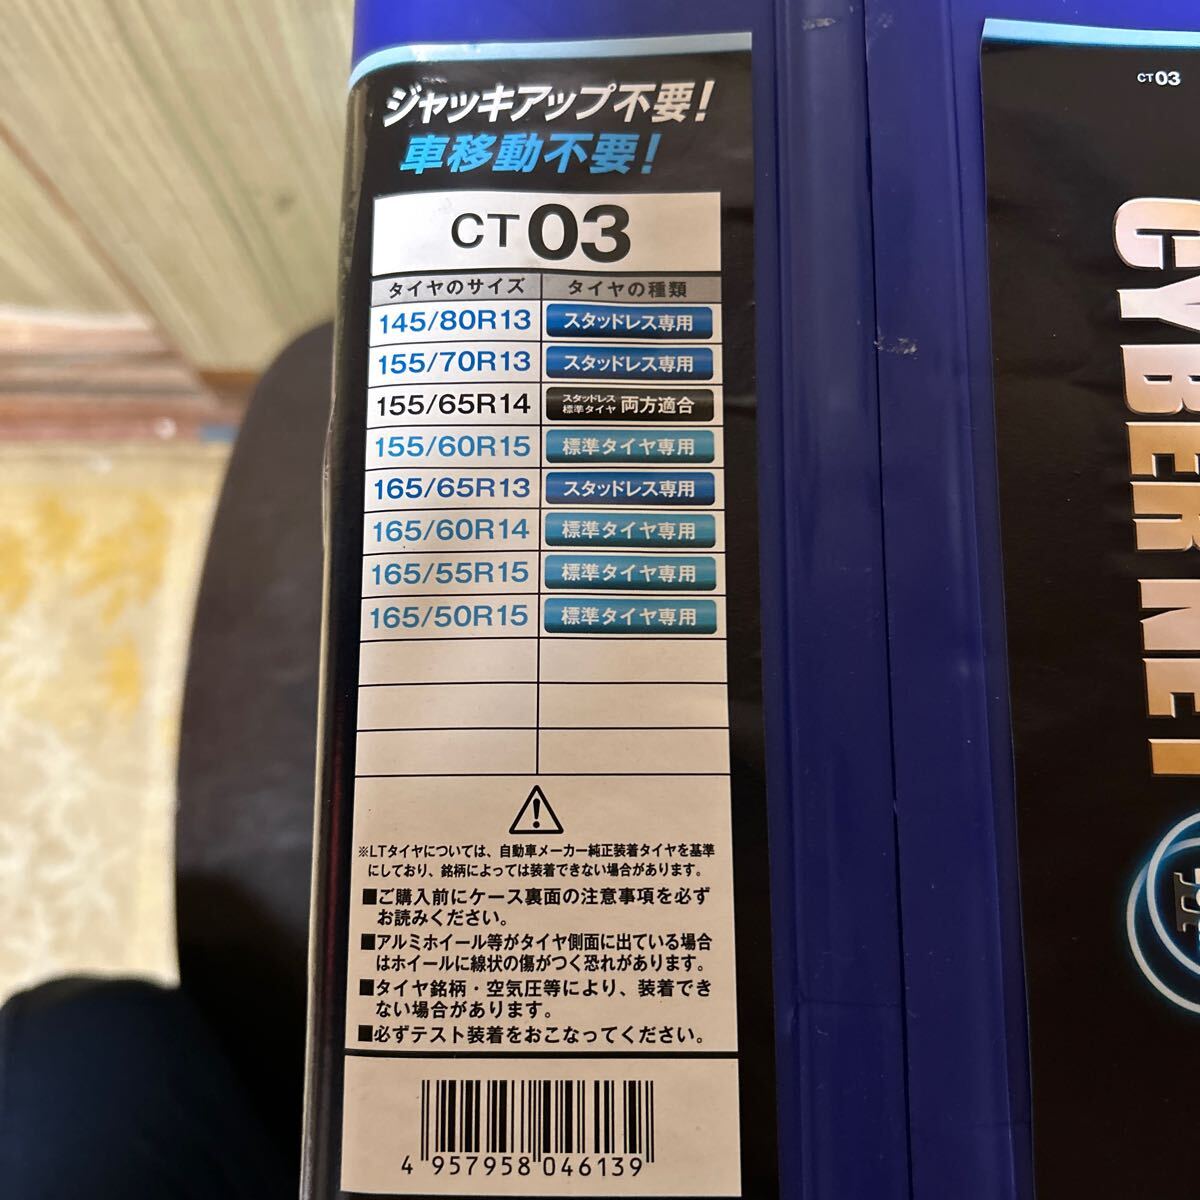 ジャッキアップ不要!
車移動不要!
CT03
タイヤのサイズ タイヤの種類
145/80R13 スタッドレス専用
155/70R13 スタッドレス専用
155/65R14 スタッドレス 標準タイヤ 両方適合
155/60R15 標準タイヤ専用
165/65R13 スタッドレス専用
165/60R14 標準タイヤ専用
165/55R15 標準タイヤ専用
165/50R15 標準タイヤ専用
※LTタイヤについては、自動車メーカー純正装着タイヤを基準
にしており、銘柄によっては装着できない場合があります。
■ご購入前にケース裏面の注意事項を必ず
お読みください。
■アルミホイール等がタイヤ側面に出ている場合
はホイールに線状の傷がつく恐れがあります。
■タイヤ銘柄・空気圧等により、装着でき
ない場合があります。
■必ずテスト装着をおこなってください。
4 957958 046139
CT03
CYBER NET